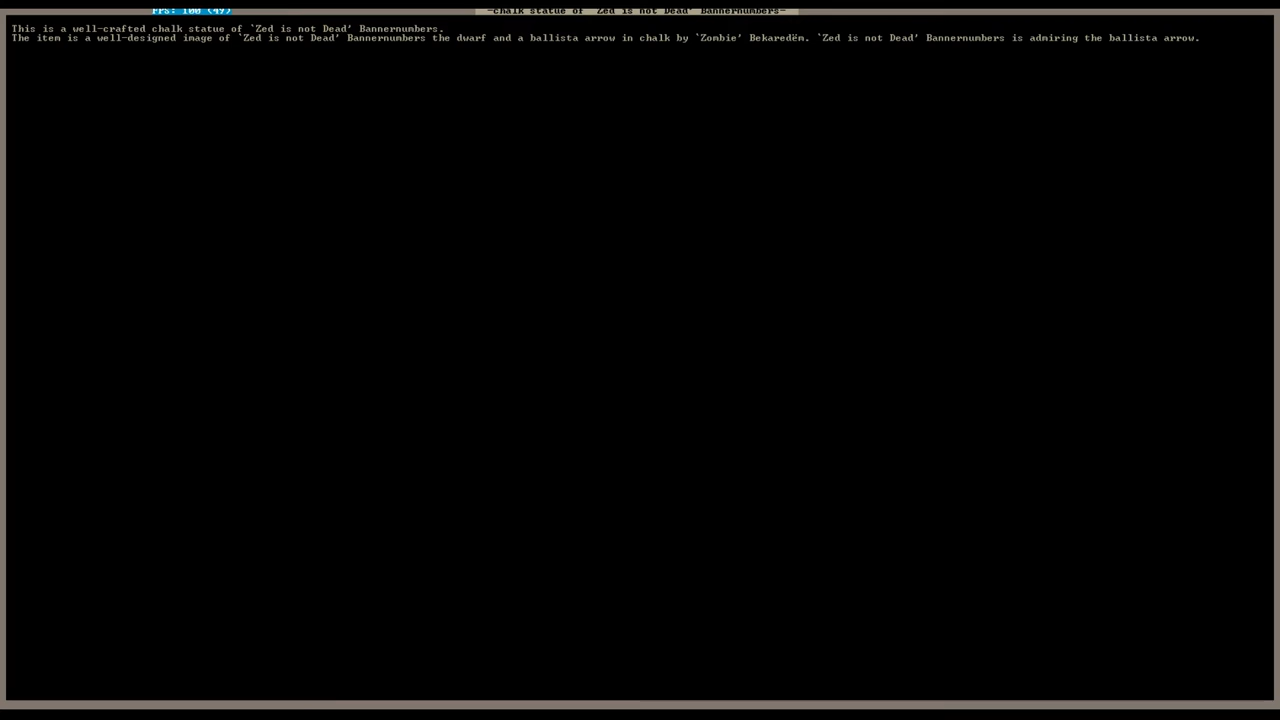 FPS: 100 (49) -chalk statue of `Zed is not Dead' Bannernumbers-
This is a well-crafted chalk statue of `Zed is not Dead' Bannernumbers.
The item is a well-designed image of `Zed is not Dead' Bannernumbers the dwarf and a ballista arrow in chalk by `Zombie' Bekaredëm. `Zed is not Dead' Bannernumbers is admiring the ballista arrow.